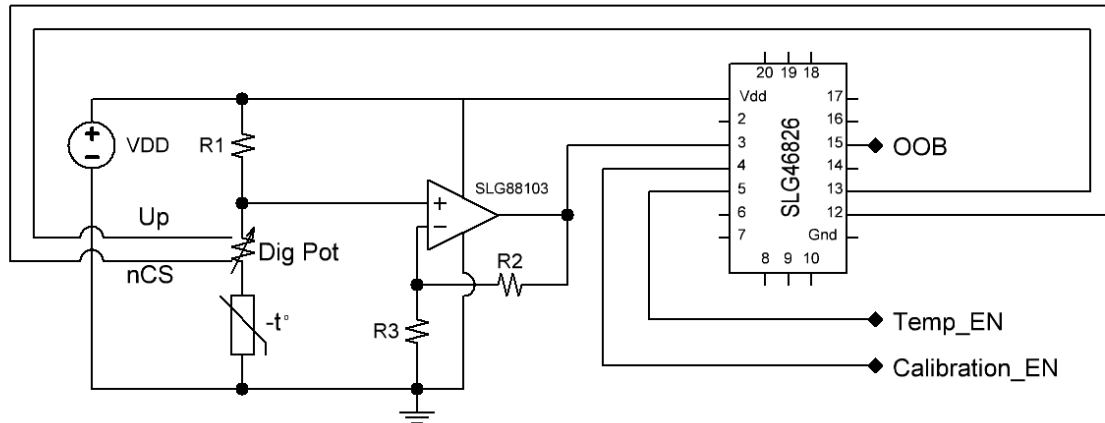 20 19 18
Vdd 17
VDD
R1
2 16
3 15
OOB
SLG46826
4 14
SLG88103
5 13
+
−
Up
6 12
Dig Pot
7 Gnd
nCS
R2
8 9 10
-t°
R3
Temp_EN
Calibration_EN